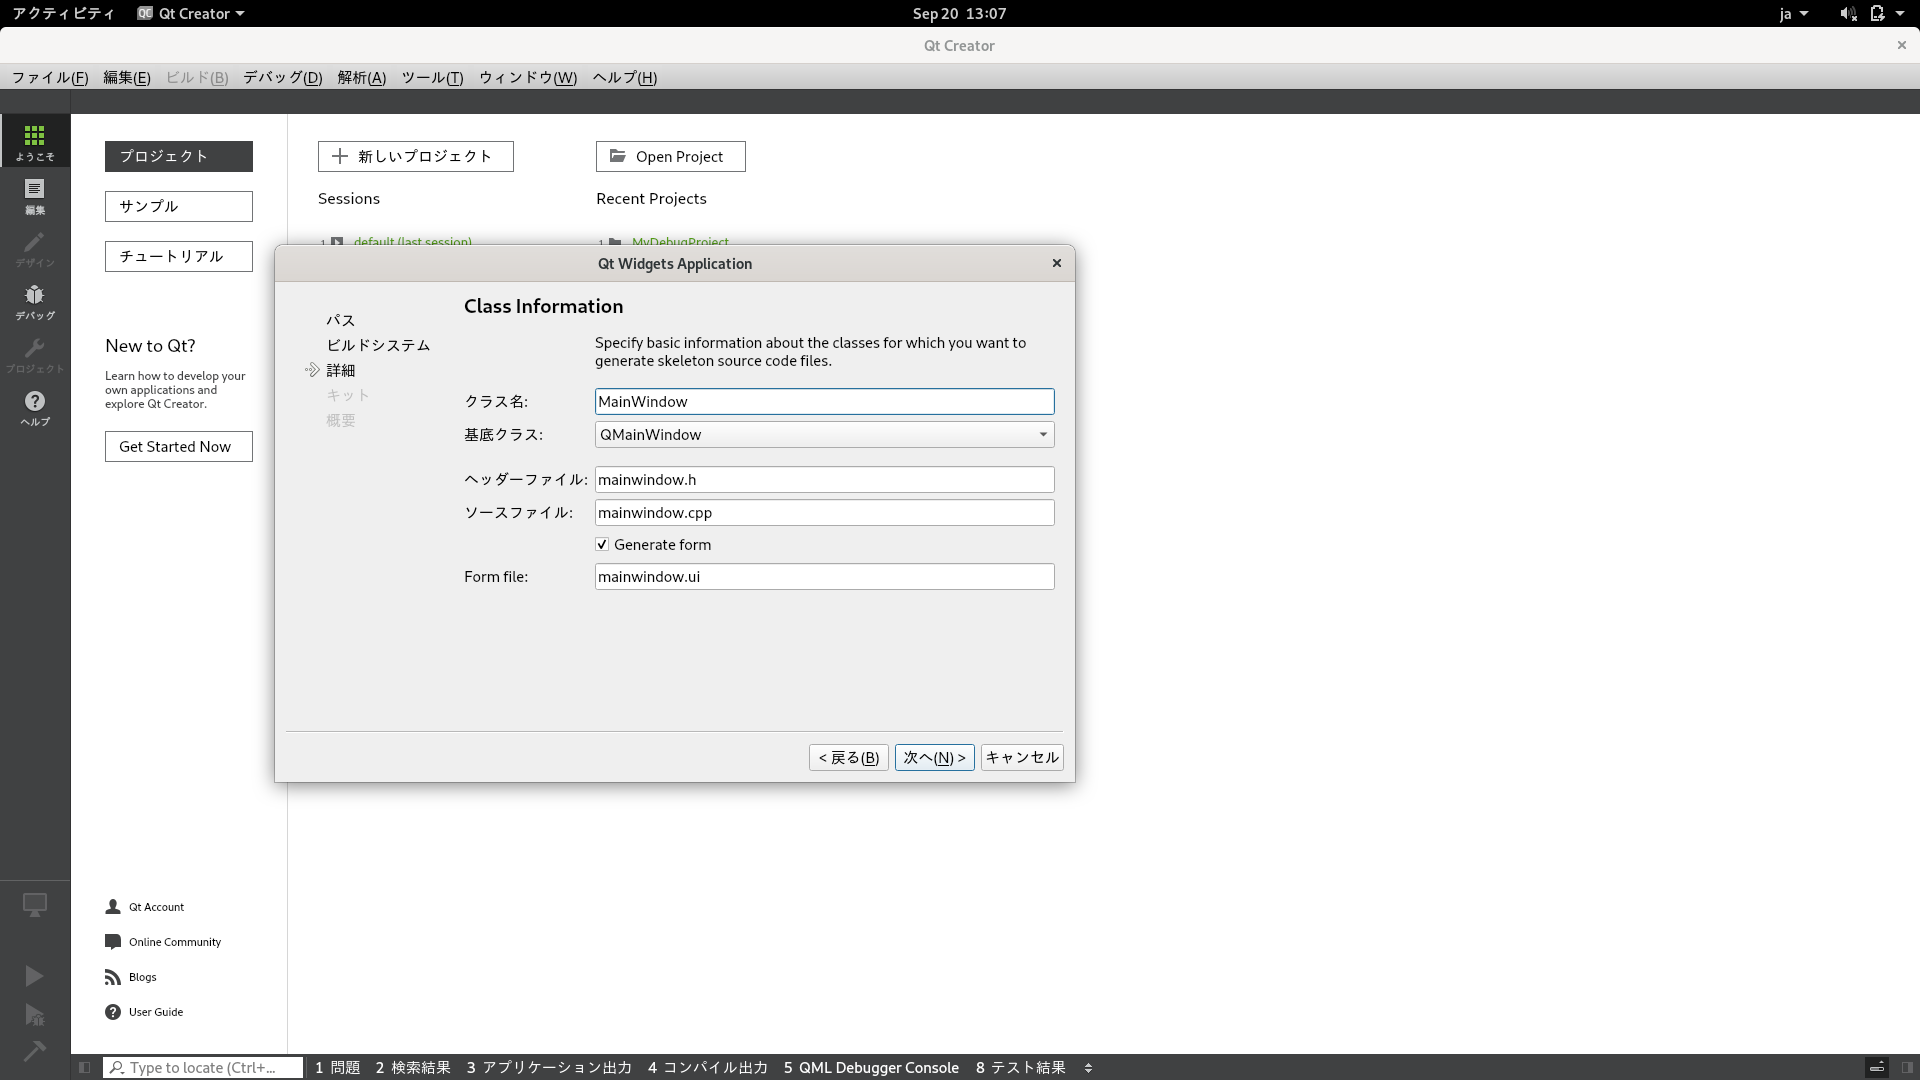 アクティビティ QC Qt Creator Sep 20 13:07 ja
Qt Creator
ファイル(F) 編集(E) ビルド(B) デバッグ(D) 解析(A) ツール(T) ウィンドウ(W) ヘルプ(H)
ようこそ
編集
デザイン
デバッグ
プロジェクト
ヘルプ
プロジェクト
サンプル
チュートリアル
New to Qt?
Learn how to develop your
own applications and
explore Qt Creator.
Get Started Now
Qt Account
Online Community
Blogs
User Guide
新しいプロジェクト
Sessions
1 default (last session)
Open Project
Recent Projects
1 MyDebugProject
Qt Widgets Application
パス
ビルドシステム
詳細
キット
概要
Class Information
Specify basic information about the classes for which you want to
generate skeleton source code files.
クラス名: MainWindow
基底クラス: QMainWindow
ヘッダーファイル: mainwindow.h
ソースファイル: mainwindow.cpp
Generate form
Form file: mainwindow.ui
< 戻る(B) 次へ(N) > キャンセル
Type to locate (Ctrl+... 1 問題 2 検索結果 3 アプリケーション出力 4 コンパイル出力 5 QML Debugger Console 8 テスト結果